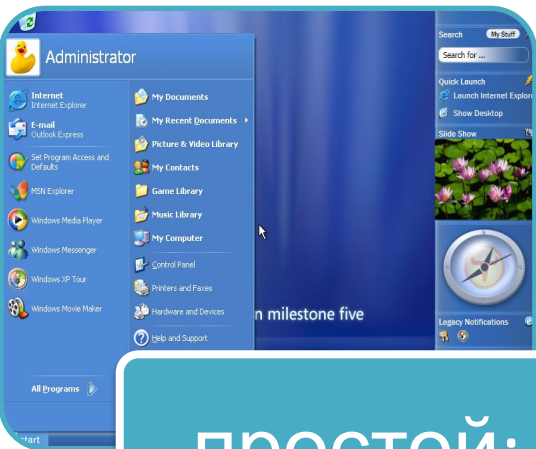 Administrator
Internet
Internet Explorer
E-mail
Outlook Express
Set Program Access and
Defaults
MSN Explorer
Windows Media Player
Windows Messenger
Windows XP Tour
Windows Movie Maker
All Programs
start
My Documents
My Recent Documents
Picture & Video Library
My Contacts
Game Library
Music Library
My Computer
Control Panel
Printers and Faxes
Hardware and Devices
Help and Support
milestone five
Search
My Stuff
Search for ...
Quick Launch
Launch Internet Explor
Show Desktop
Slide Show
Legacy Notifications
простой: